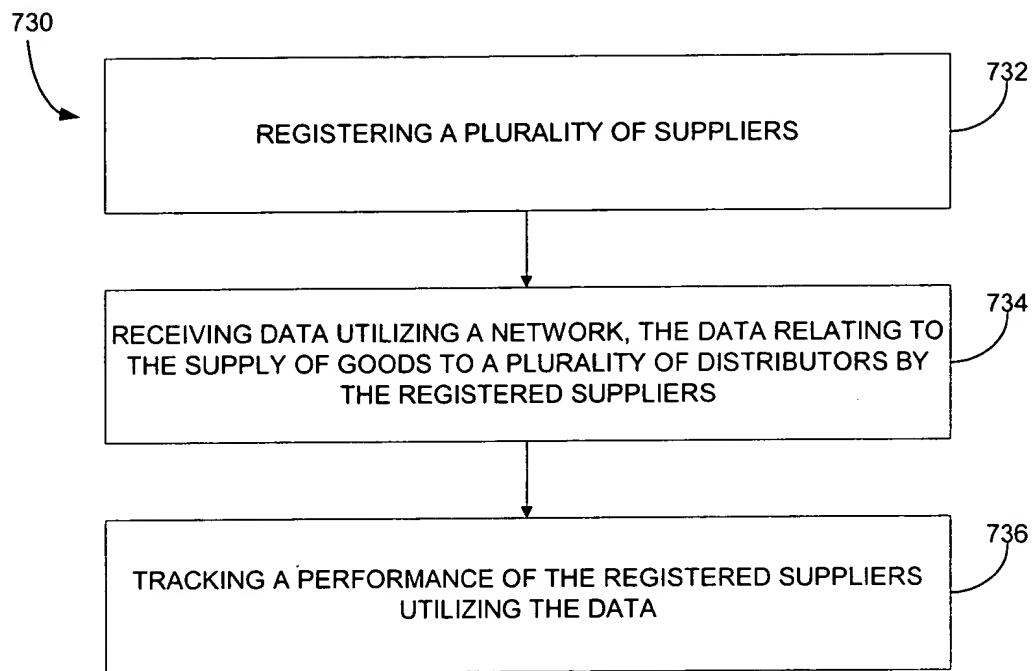 730
732
REGISTERING A PLURALITY OF SUPPLIERS
734
RECEIVING DATA UTILIZING A NETWORK, THE DATA RELATING TO
THE SUPPLY OF GOODS TO A PLURALITY OF DISTRIBUTORS BY
THE REGISTERED SUPPLIERS
736
TRACKING A PERFORMANCE OF THE REGISTERED SUPPLIERS
UTILIZING THE DATA